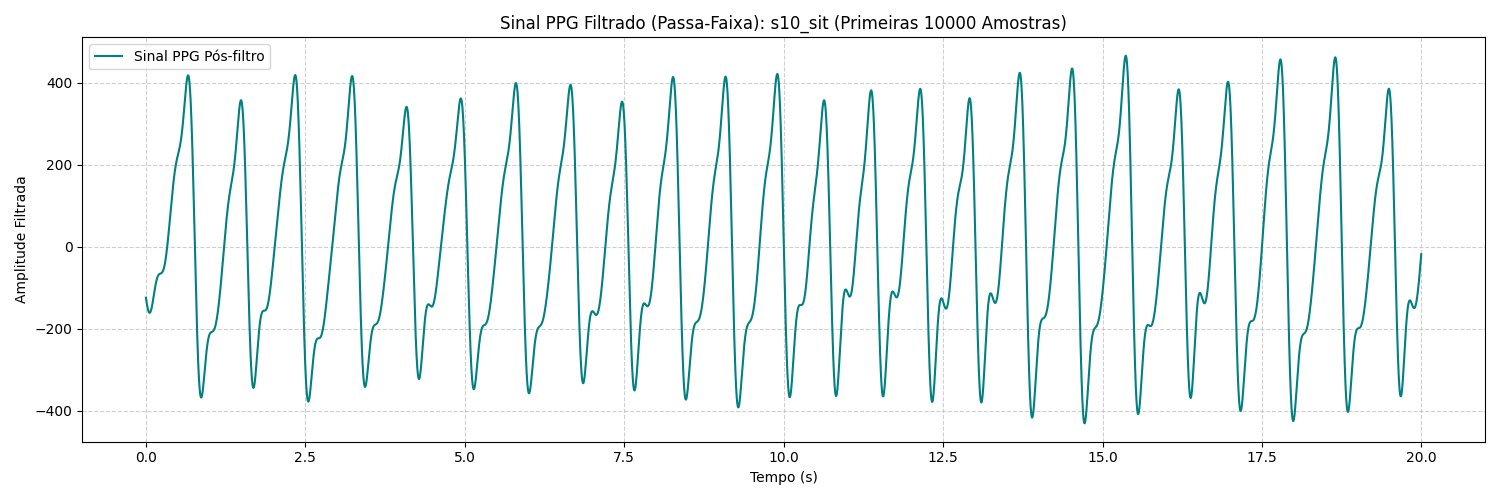 Sinal PPG Filtrado (Passa-Faixa): s10_sit (Primeiras 10000 Amostras)
Sinal PPG Pós-filtro
Amplitude Filtrada
400
200
0
−200
−400
0.0 2.5 5.0 7.5 10.0 12.5 15.0 17.5 20.0
Tempo (s)